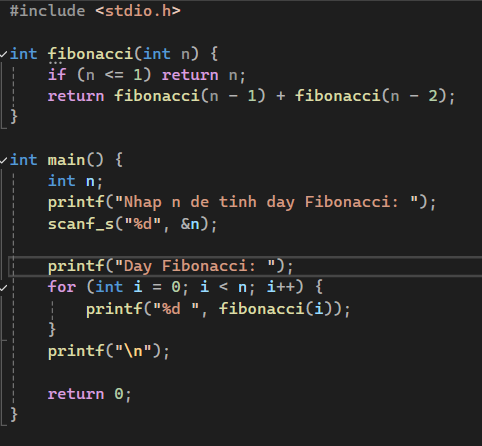 #include <stdio.h>

int fibonacci(int n) {
    if (n <= 1) return n;
    return fibonacci(n - 1) + fibonacci(n - 2);
}

int main() {
    int n;
    printf("Nhap n de tinh day Fibonacci: ");
    scanf_s("%d", &n);

    printf("Day Fibonacci: ");
    for (int i = 0; i < n; i++) {
        printf("%d ", fibonacci(i));
    }
    printf("\n");

    return 0;
}